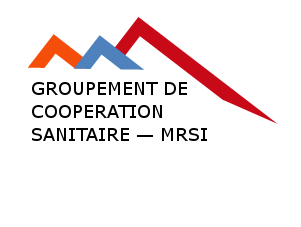 GROUPEMENT DE
COOPERATION
SANITAIRE — MRSI